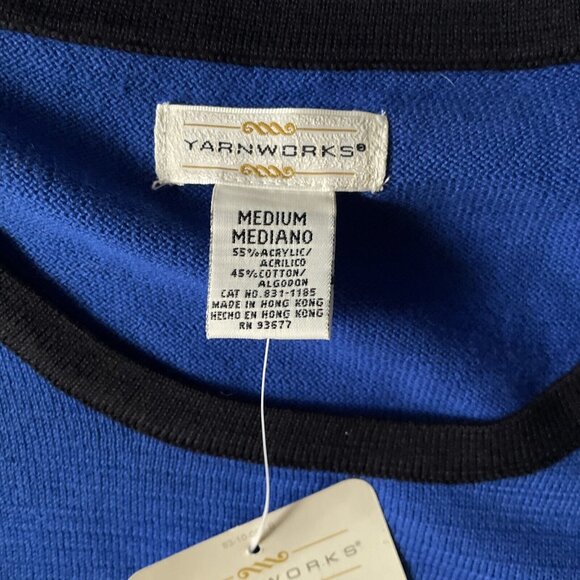 YARNWORKS®
MEDIUM
MEDIANO
55% ACRYLIC/
ACRILICO
45% COTTON/
ALGODON
CAT NO. 831-1185
MADE IN HONG KONG
HECHO EN HONG KONG
RN 93677
YARNWORKS®